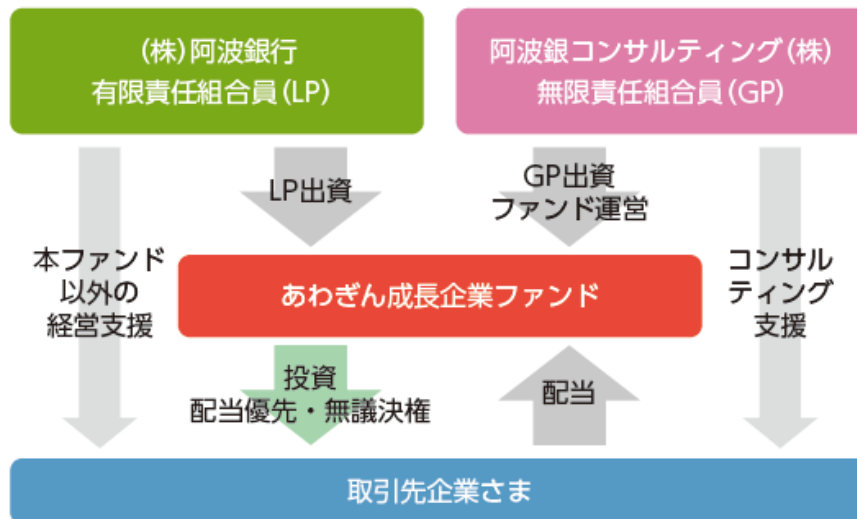 (株)阿波銀行
有限責任組合員(LP)
阿波銀コンサルティング(株)
無限責任組合員(GP)
LP出資
GP出資
ファンド運営
本ファンド
以外の
経営支援
あわぎん成長企業ファンド
コンサル
ティング
支援
投資
配当優先・無議決権
配当
取引先企業さま